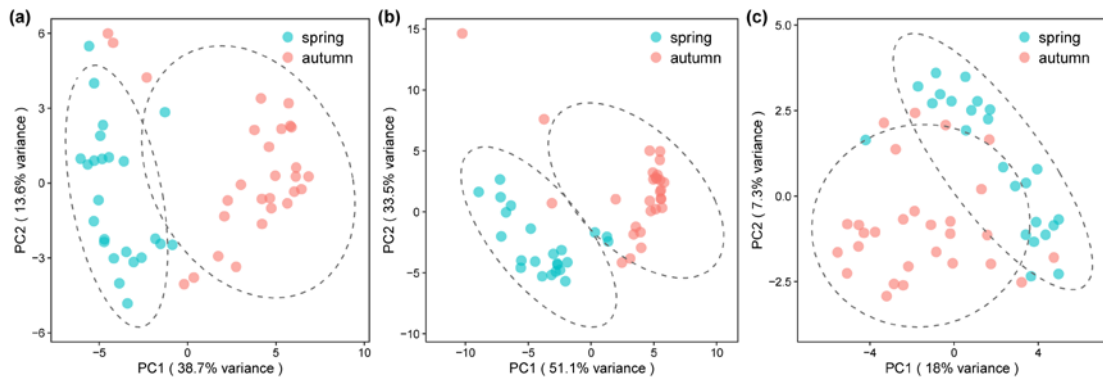 (a)
spring
autumn
6
3
0
−3
−6
−5
0
5
10
PC2 ( 13.6% variance )
PC1 ( 38.7% variance )
(b)
spring
autumn
15
10
5
0
−5
−10
−10
−5
0
5
10
PC2 ( 33.5% variance )
PC1 ( 51.1% variance )
(c)
spring
autumn
5.0
2.5
0.0
−2.5
−4
0
4
PC2 ( 7.3% variance )
PC1 ( 18% variance )